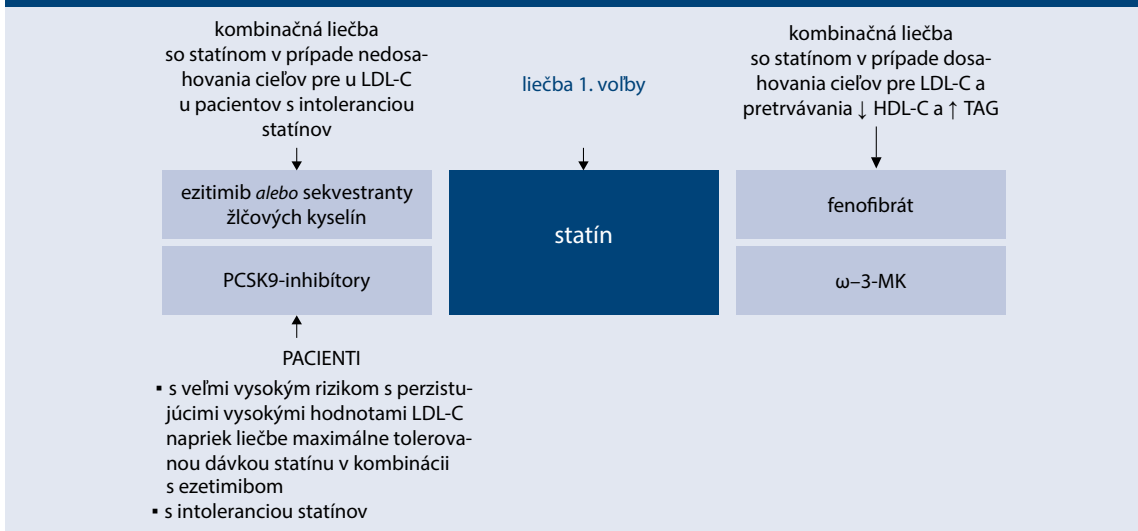 kombinačná liečba
so statínom v prípade nedosa-
hovania cieľov pre u LDL-C
u pacientov s intoleranciou
statínov
liečba 1. voľby
kombinačná liečba
so statínom v prípade dosa-
hovania cieľov pre LDL-C a
pretrvávania ↓ HDL-C a ↑ TAG
ezitimib alebo sekvestranty
žlčových kyselín
statín
fenofibrát
PCSK9-inhibítory
ω–3-MK
PACIENTI
▪ s veľmi vysokým rizikom s perzistu-
júcimi vysokými hodnotami LDL-C
napriek liečbe maximálne tolerova-
nou dávkou statínu v kombinácii
s ezetimibom
▪ s intoleranciou statínov